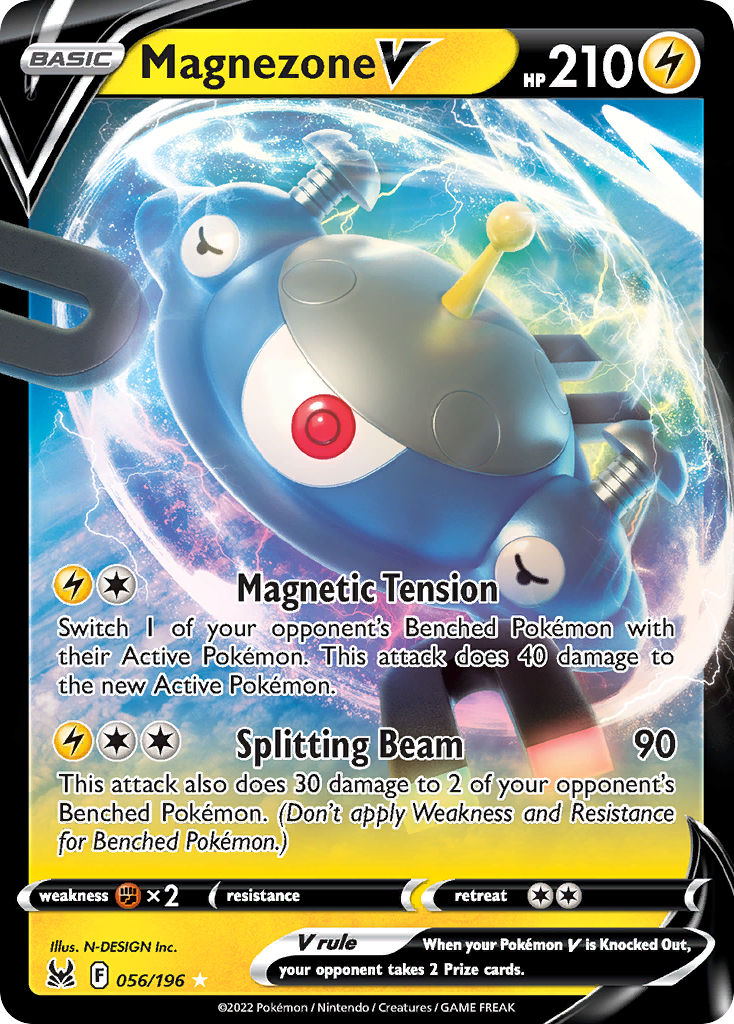 BASIC Magnezone V HP 210
Magnetic Tension
Switch 1 of your opponent's Benched Pokémon with
their Active Pokémon. This attack does 40 damage to
the new Active Pokémon.
Splitting Beam 90
This attack also does 30 damage to 2 of your opponent's
Benched Pokémon. (Don't apply Weakness and Resistance
for Benched Pokémon.)
weakness ×2 resistance retreat
Illus. N-DESIGN Inc.
V rule When your Pokémon V is Knocked Out,
your opponent takes 2 Prize cards.
F 056/196 ★
©2022 Pokémon / Nintendo / Creatures / GAME FREAK